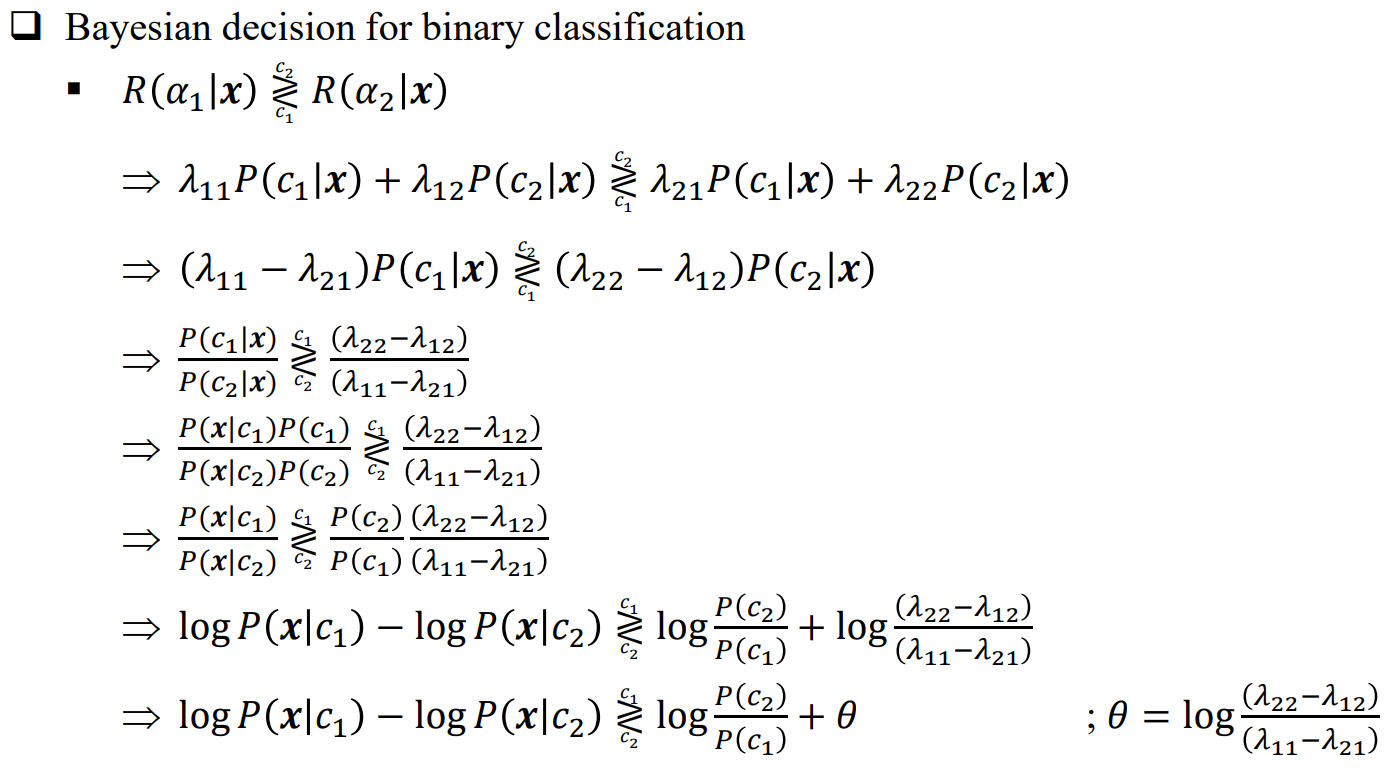 ❑ Bayesian decision for binary classification
▪ $R(\alpha_1|\boldsymbol{x}) \underset{c_1}{\overset{c_2}{\gtrless}} R(\alpha_2|\boldsymbol{x})$
$\Rightarrow \lambda_{11}P(c_1|\boldsymbol{x}) + \lambda_{12}P(c_2|\boldsymbol{x}) \underset{c_1}{\overset{c_2}{\gtrless}} \lambda_{21}P(c_1|\boldsymbol{x}) + \lambda_{22}P(c_2|\boldsymbol{x})$
$\Rightarrow (\lambda_{11} - \lambda_{21})P(c_1|\boldsymbol{x}) \underset{c_1}{\overset{c_2}{\gtrless}} (\lambda_{22} - \lambda_{12})P(c_2|\boldsymbol{x})$
$\Rightarrow \frac{P(c_1|\boldsymbol{x})}{P(c_2|\boldsymbol{x})} \underset{c_2}{\overset{c_1}{\gtrless}} \frac{(\lambda_{22}-\lambda_{12})}{(\lambda_{11}-\lambda_{21})}$
$\Rightarrow \frac{P(\boldsymbol{x}|c_1)P(c_1)}{P(\boldsymbol{x}|c_2)P(c_2)} \underset{c_2}{\overset{c_1}{\gtrless}} \frac{(\lambda_{22}-\lambda_{12})}{(\lambda_{11}-\lambda_{21})}$
$\Rightarrow \frac{P(\boldsymbol{x}|c_1)}{P(\boldsymbol{x}|c_2)} \underset{c_2}{\overset{c_1}{\gtrless}} \frac{P(c_2)}{P(c_1)} \frac{(\lambda_{22}-\lambda_{12})}{(\lambda_{11}-\lambda_{21})}$
$\Rightarrow \log P(\boldsymbol{x}|c_1) - \log P(\boldsymbol{x}|c_2) \underset{c_2}{\overset{c_1}{\gtrless}} \log \frac{P(c_2)}{P(c_1)} + \log \frac{(\lambda_{22}-\lambda_{12})}{(\lambda_{11}-\lambda_{21})}$
$\Rightarrow \log P(\boldsymbol{x}|c_1) - \log P(\boldsymbol{x}|c_2) \underset{c_2}{\overset{c_1}{\gtrless}} \log \frac{P(c_2)}{P(c_1)} + \theta$ $; \theta = \log \frac{(\lambda_{22}-\lambda_{12})}{(\lambda_{11}-\lambda_{21})}$